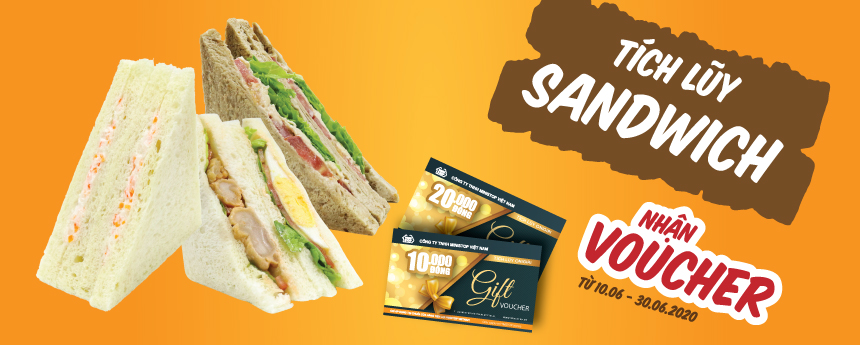 TÍCH LŨY
SANDWICH
CÔNG TY TNHH MINISTOP VIỆT NAM
20.000
ĐỒNG
CÔNG TY TNHH MINISTOP VIỆT NAM
10.000
ĐỒNG
Gift
VOUCHER
NHẬN
VOUCHER
TỪ 10.06 - 30.06.2020